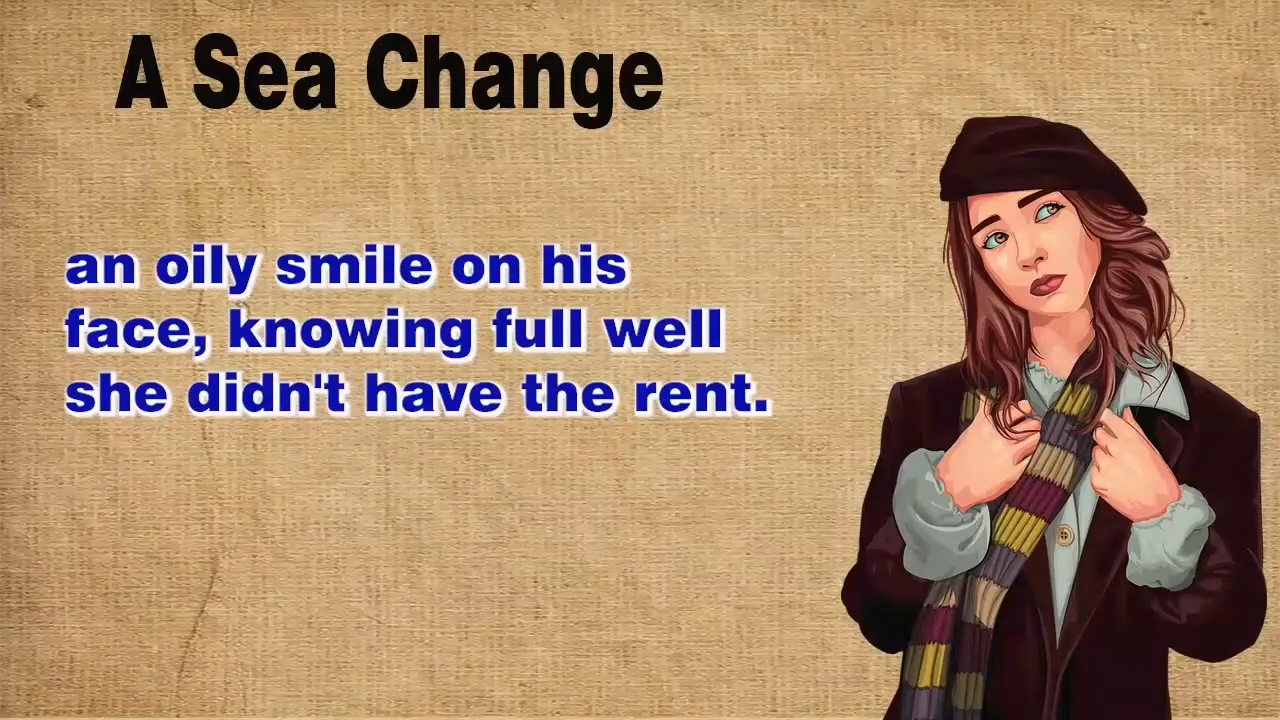 A Sea Change
an oily smile on his
face, knowing full well
she didn't have the rent.